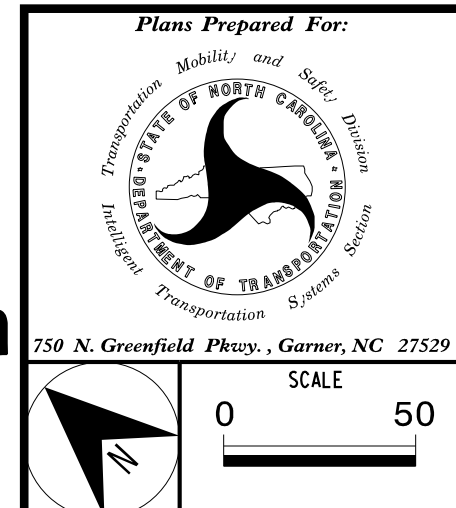 Plans Prepared For:
Transportation Mobility and Safety Division
STATE OF NORTH CAROLINA
DEPARTMENT OF TRANSPORTATION
Intelligent Transportation Systems Section
750 N. Greenfield Pkwy. , Garner, NC 27529
SCALE
0 50
N